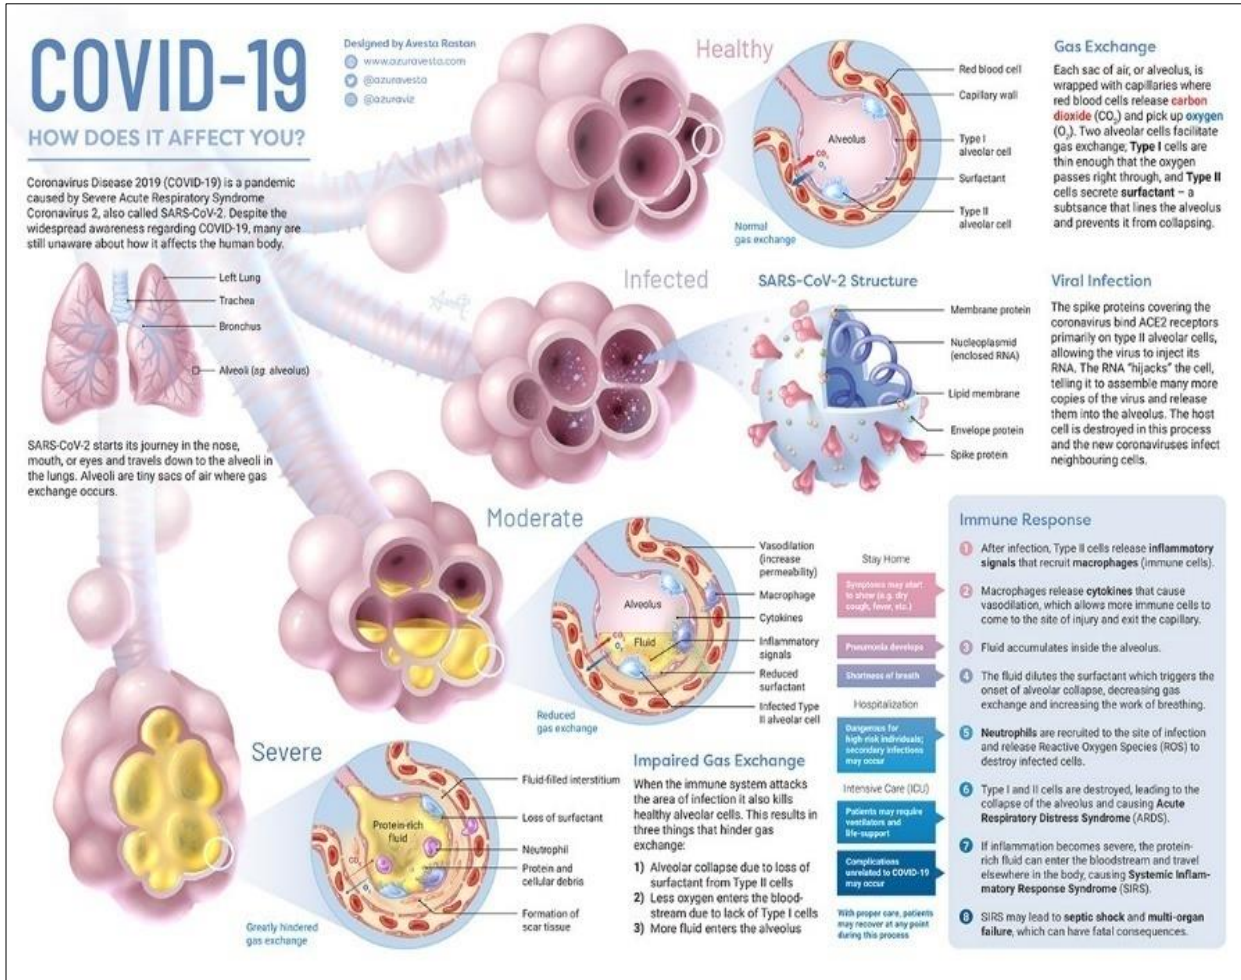 COVID-19
HOW DOES IT AFFECT YOU?
Designed by Avesta Rastan
www.azuravesta.com
@azuravesta
@azuraviz
Coronavirus Disease 2019 (COVID-19) is a pandemic
caused by Severe Acute Respiratory Syndrome
Coronavirus 2, also called SARS-CoV-2. Despite the
widespread awareness regarding COVID-19, many are
still unaware about how it affects the human body.
Left Lung
Trachea
Bronchus
Alveoli (sg. alveolus)
SARS-CoV-2 starts its journey in the nose,
mouth, or eyes and travels down to the alveoli in
the lungs. Alveoli are tiny sacs of air where gas
exchange occurs.
Healthy
Red blood cell
Capillary wall
Alveolus
Type I
alveolar cell
CO₂
O₂
Surfactant
Type II
alveolar cell
Normal
gas exchange
Gas Exchange
Each sac of air, or alveolus, is
wrapped with capillaries where
red blood cells release carbon
dioxide (CO₂) and pick up oxygen
(O₂). Two alveolar cells facilitate
gas exchange; Type I cells are
thin enough that the oxygen
passes right through, and Type II
cells secrete surfactant – a
subtsance that lines the alveolus
and prevents it from collapsing.
Infected
SARS-CoV-2 Structure
Membrane protein
Nucleoplasmid
(enclosed RNA)
Lipid membrane
Envelope protein
Spike protein
Viral Infection
The spike proteins covering the
coronavirus bind ACE2 receptors
primarily on type II alveolar cells,
allowing the virus to inject its
RNA. The RNA “hijacks” the cell,
telling it to assemble many more
copies of the virus and release
them into the alveolus. The host
cell is destroyed in this process
and the new coronaviruses infect
neighbouring cells.
Moderate
Vasodilation
(increase
permeability)
Macrophage
Alveolus
Cytokines
Fluid
CO₂
O₂
Inflammatory
signals
Reduced
surfactant
Infected Type
II alveolar cell
Reduced
gas exchange
Severe
Fluid-filled interstitium
Loss of surfactant
Protein-rich
fluid
Neutrophil
CO₂
O₂
Protein and
cellular debris
Formation of
scar tissue
Greatly hindered
gas exchange
Impaired Gas Exchange
When the immune system attacks
the area of infection it also kills
healthy alveolar cells. This results in
three things that hinder gas
exchange:
1) Alveolar collapse due to loss of
surfactant from Type II cells
2) Less oxygen enters the blood-
stream due to lack of Type I cells
3) More fluid enters the alveolus
Stay Home
Symptoms may start
to show (e.g. dry
cough, fever, etc.)
Pneumonia develops
Shortness of breath
Hospitalization
Dangerous for
high risk individuals;
secondary infections
may occur
Intensive Care (ICU)
Patients may require
ventilators and
life-support
Complications
unrelated to COVID-19
may occur
With proper care, patients
may recover at any point
during this process
Immune Response
1 After infection, Type II cells release inflammatory
signals that recruit macrophages (immune cells).
2 Macrophages release cytokines that cause
vasodilation, which allows more immune cells to
come to the site of injury and exit the capillary.
3 Fluid accumulates inside the alveolus.
4 The fluid dilutes the surfactant which triggers the
onset of alveolar collapse, decreasing gas
exchange and increasing the work of breathing.
5 Neutrophils are recruited to the site of infection
and release Reactive Oxygen Species (ROS) to
destroy infected cells.
6 Type I and II cells are destroyed, leading to the
collapse of the alveolus and causing Acute
Respiratory Distress Syndrome (ARDS).
7 If inflammation becomes severe, the protein-
rich fluid can enter the bloodstream and travel
elsewhere in the body, causing Systemic Inflam-
matory Response Syndrome (SIRS).
8 SIRS may lead to septic shock and multi-organ
failure, which can have fatal consequences.